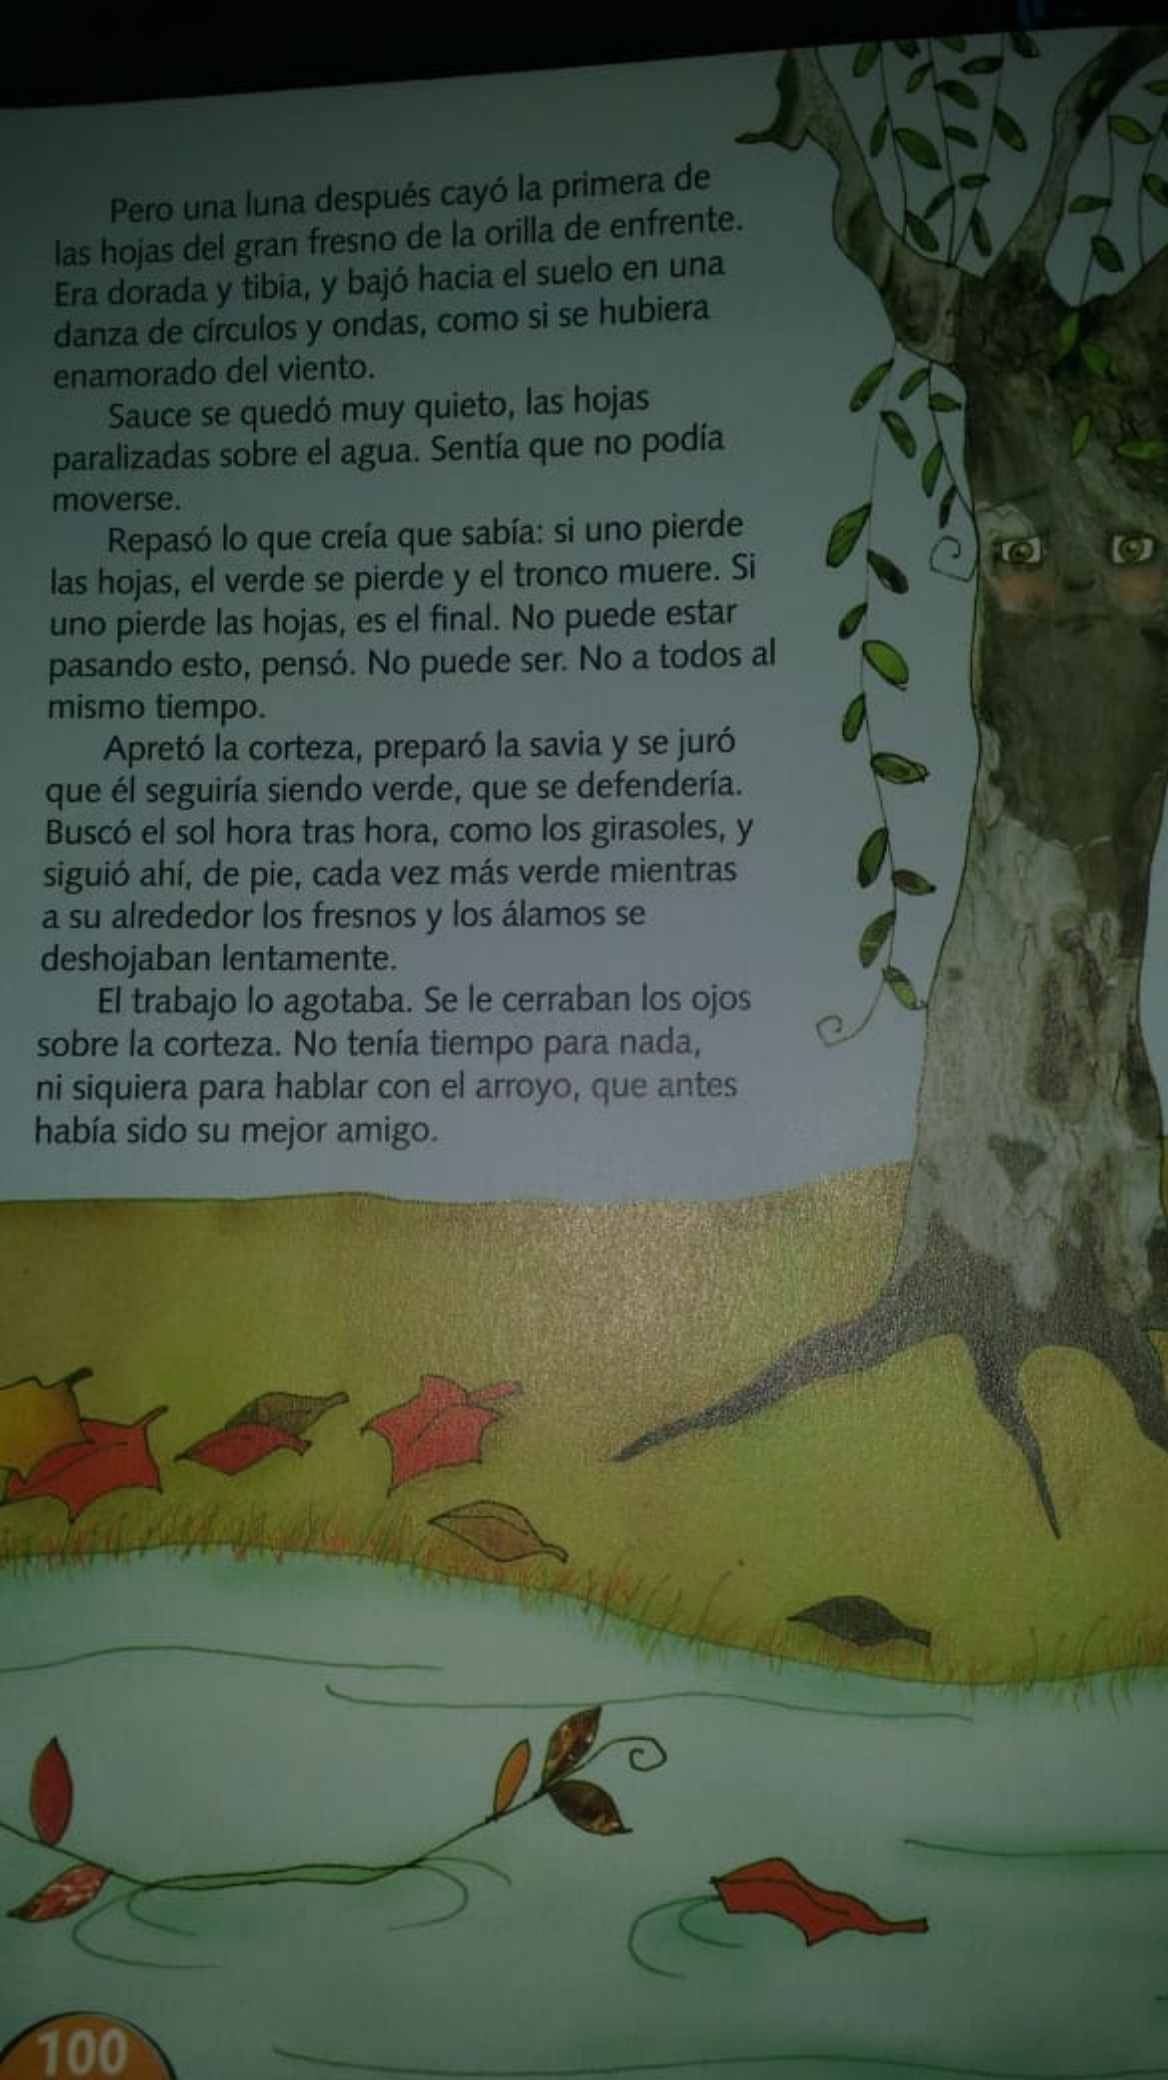 Pero una luna después cayó la primera de
las hojas del gran fresno de la orilla de enfrente.
Era dorada y tibia, y bajó hacia el suelo en una
danza de círculos y ondas, como si se hubiera
enamorado del viento.
Sauce se quedó muy quieto, las hojas
paralizadas sobre el agua. Sentía que no podía
moverse.
Repasó lo que creía que sabía: si uno pierde
las hojas, el verde se pierde y el tronco muere. Si
uno pierde las hojas, es el final. No puede estar
pasando esto, pensó. No puede ser. No a todos al
mismo tiempo.
Apretó la corteza, preparó la savia y se juró
que él seguiría siendo verde, que se defendería.
Buscó el sol hora tras hora, como los girasoles, y
siguió ahí, de pie, cada vez más verde mientras
a su alrededor los fresnos y los álamos se
deshojaban lentamente.
El trabajo lo agotaba. Se le cerraban los ojos
sobre la corteza. No tenía tiempo para nada,
ni siquiera para hablar con el arroyo, que antes
había sido su mejor amigo.
100